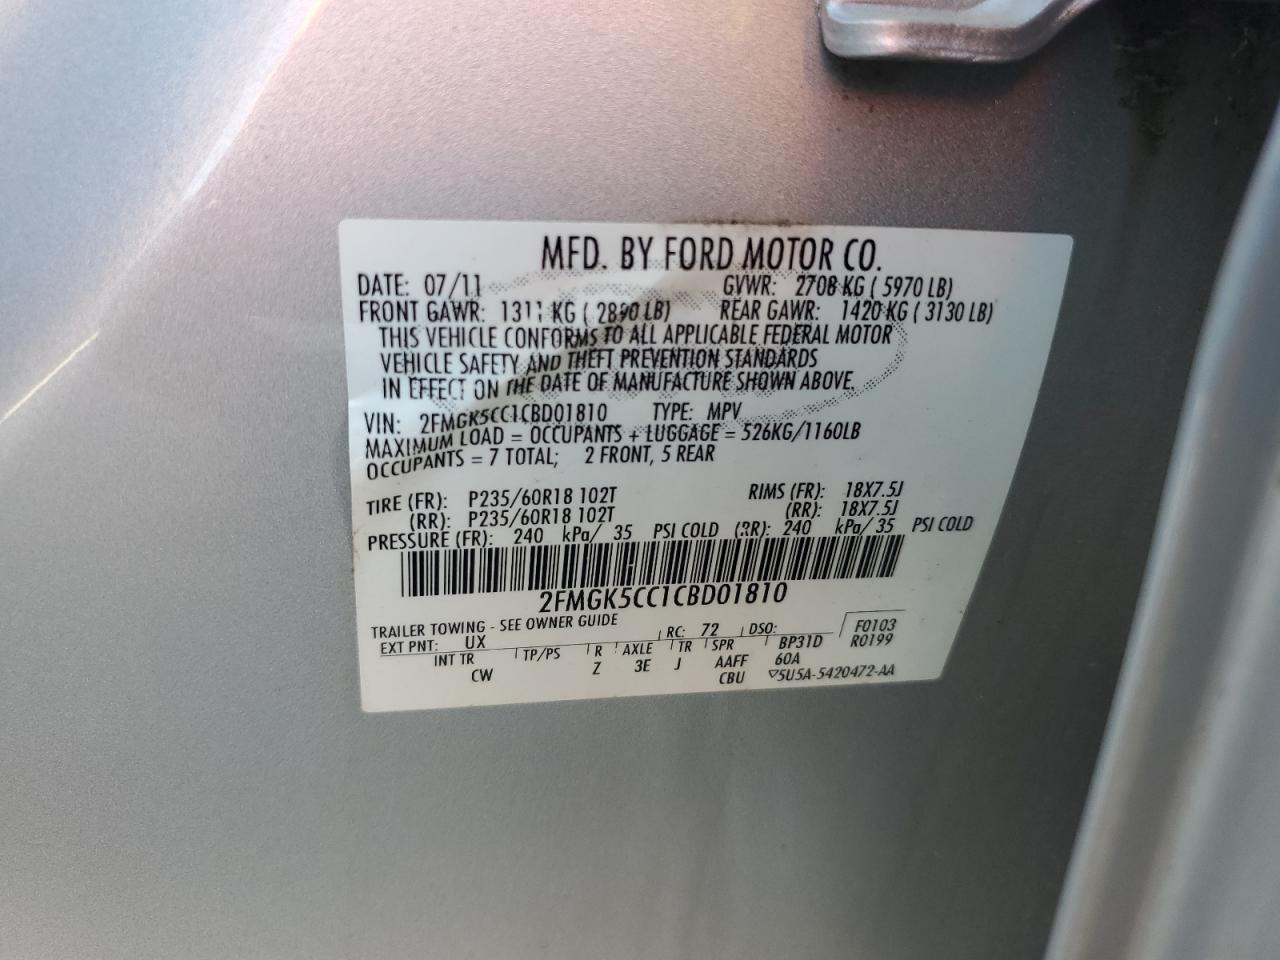 MFD. BY FORD MOTOR CO.
DATE: 07/11 GVWR: 2708 KG ( 5970 LB)
FRONT GAWR: 1311 KG ( 2890 LB) REAR GAWR: 1420 KG ( 3130 LB)
THIS VEHICLE CONFORMS TO ALL APPLICABLE FEDERAL MOTOR
VEHICLE SAFETY AND THEFT PREVENTION STANDARDS
IN EFFECT ON THE DATE OF MANUFACTURE SHOWN ABOVE.
VIN: 2FMGK5CC1CBD01810 TYPE: MPV
MAXIMUM LOAD = OCCUPANTS + LUGGAGE = 526KG/1160LB
OCCUPANTS = 7 TOTAL; 2 FRONT, 5 REAR
TIRE (FR): P235/60R18 102T RIMS (FR): 18X7.5J
(RR): P235/60R18 102T (RR): 18X7.5J
PRESSURE (FR): 240 kPa/ 35 PSI COLD (RR): 240 kPa/ 35 PSI COLD
2FMGK5CC1CBD01810
TRAILER TOWING - SEE OWNER GUIDE
EXT PNT: UX RC: 72 DSO: F0103
INT TR TP/PS R AXLE TR SPR BP31D R0199
CW Z 3E J AAFF 60A
CBU ▽5U5A-5420472-AA